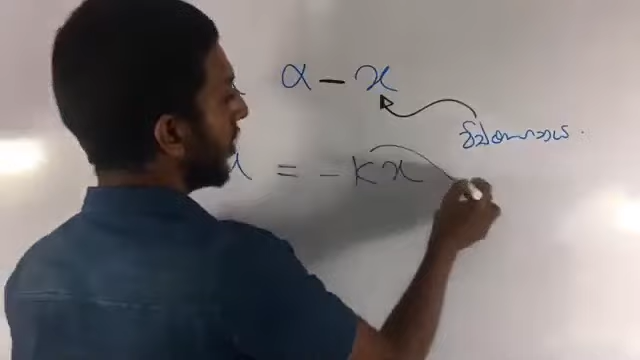 α − x
විස්ථාපනය.
= − kx